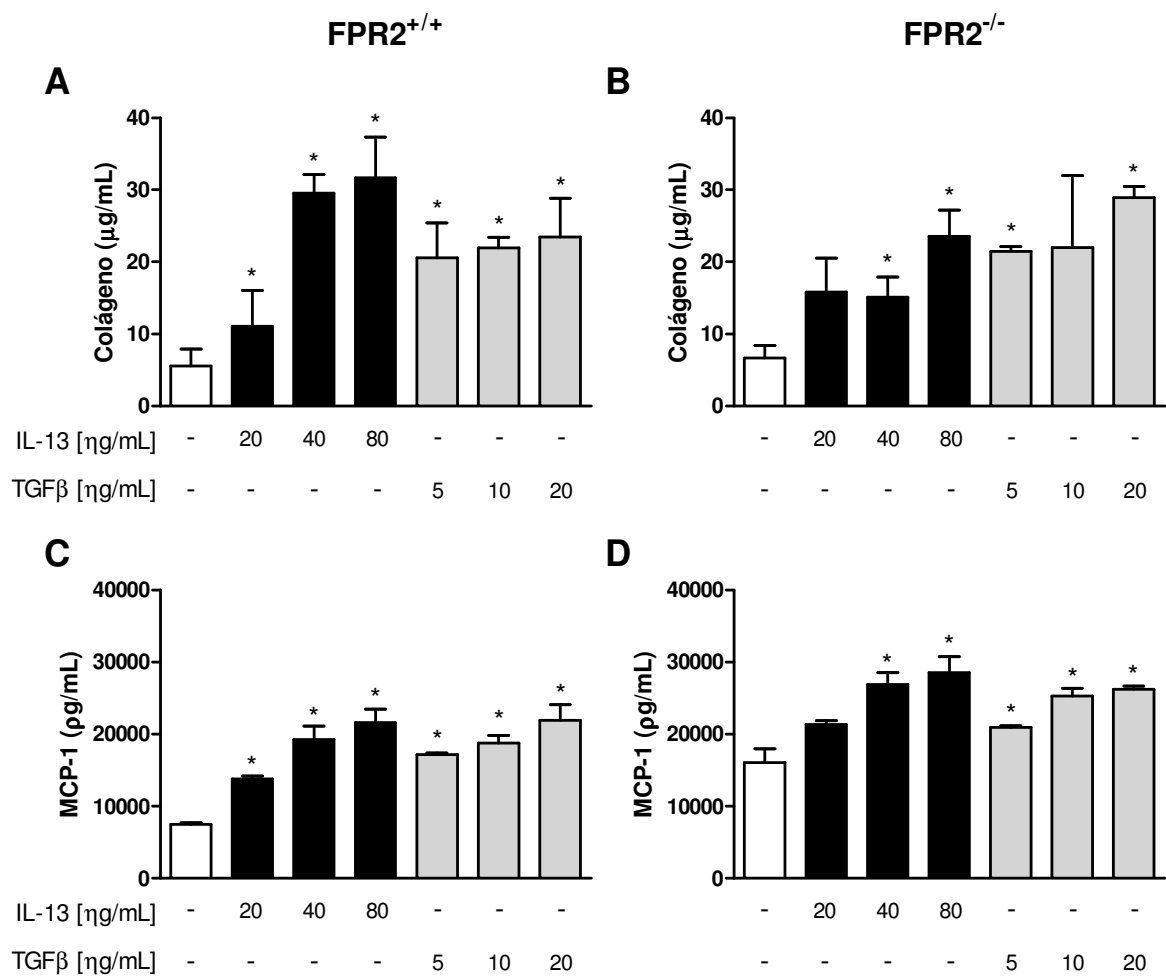 FPR2+/+
FPR2-/-
A
B
Colágeno (μg/mL)
40
30
20
10
0
* * * * * *
IL-13 [ηg/mL] - 20 40 80 - - -
TGFβ [ηg/mL] - - - - 5 10 20
Colágeno (μg/mL)
40
30
20
10
0
* * * *
- 20 40 80 - - -
- - - - 5 10 20
C
D
MCP-1 (ρg/mL)
40000
30000
20000
10000
0
* * * * * *
IL-13 [ηg/mL] - 20 40 80 - - -
TGFβ [ηg/mL] - - - - 5 10 20
MCP-1 (ρg/mL)
40000
30000
20000
10000
0
* * * * *
- 20 40 80 - - -
- - - - 5 10 20